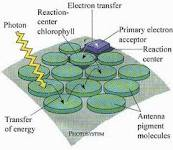 Electron transfer
Reaction-
center
chlorophyll
Photon
Primary electron
acceptor
Reaction
center
Transfer
of energy
PHOTOSYSTEM
Antenna
pigment
molecules